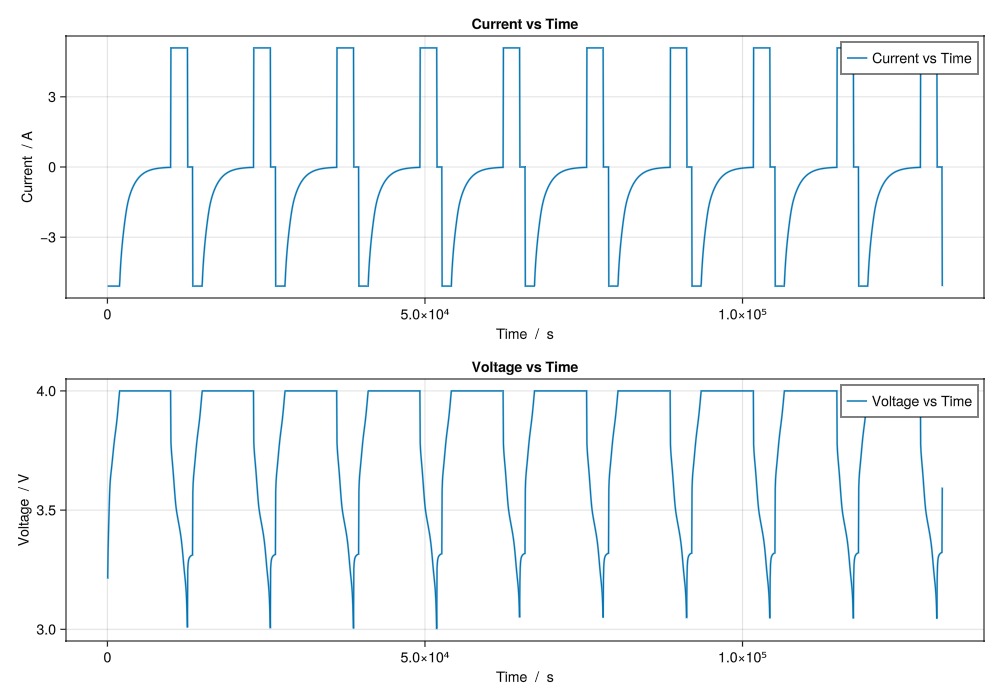 Current vs Time
Current vs Time
3
0
−3
Current / A
0
5.0×10⁴
1.0×10⁵
Time / s
Voltage vs Time
Voltage vs Time
4.0
3.5
3.0
Voltage / V
0
5.0×10⁴
1.0×10⁵
Time / s